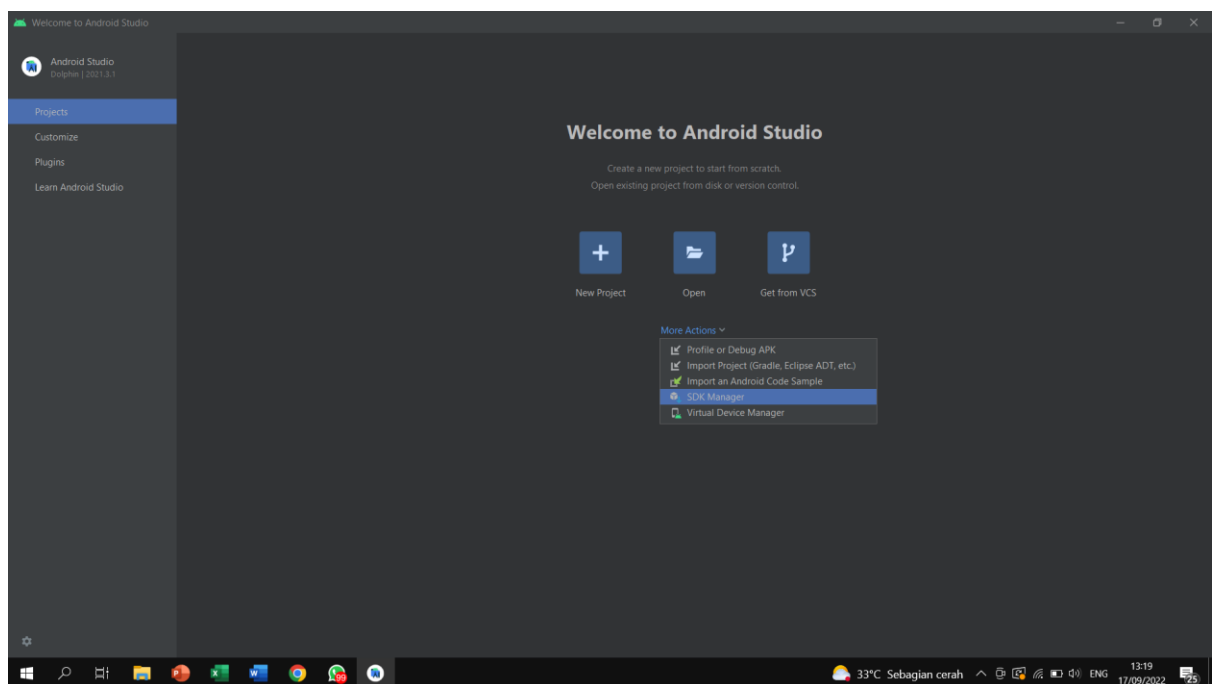 Welcome to Android Studio
Android Studio
Dolphin | 2021.3.1
Projects
Customize
Plugins
Learn Android Studio
Welcome to Android Studio
Create a new project to start from scratch.
Open existing project from disk or version control.
New Project
Open
Get from VCS
More Actions
Profile or Debug APK
Import Project (Gradle, Eclipse ADT, etc.)
Import an Android Code Sample
SDK Manager
Virtual Device Manager
99
33°C Sebagian cerah
ENG
13:19
17/09/2022
25